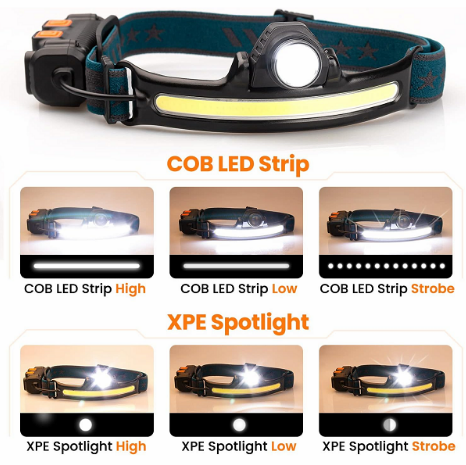 COB LED Strip
COB LED Strip High
COB LED Strip Low
COB LED Strip Strobe
XPE Spotlight
XPE Spotlight High
XPE Spotlight Low
XPE Spotlight Strobe